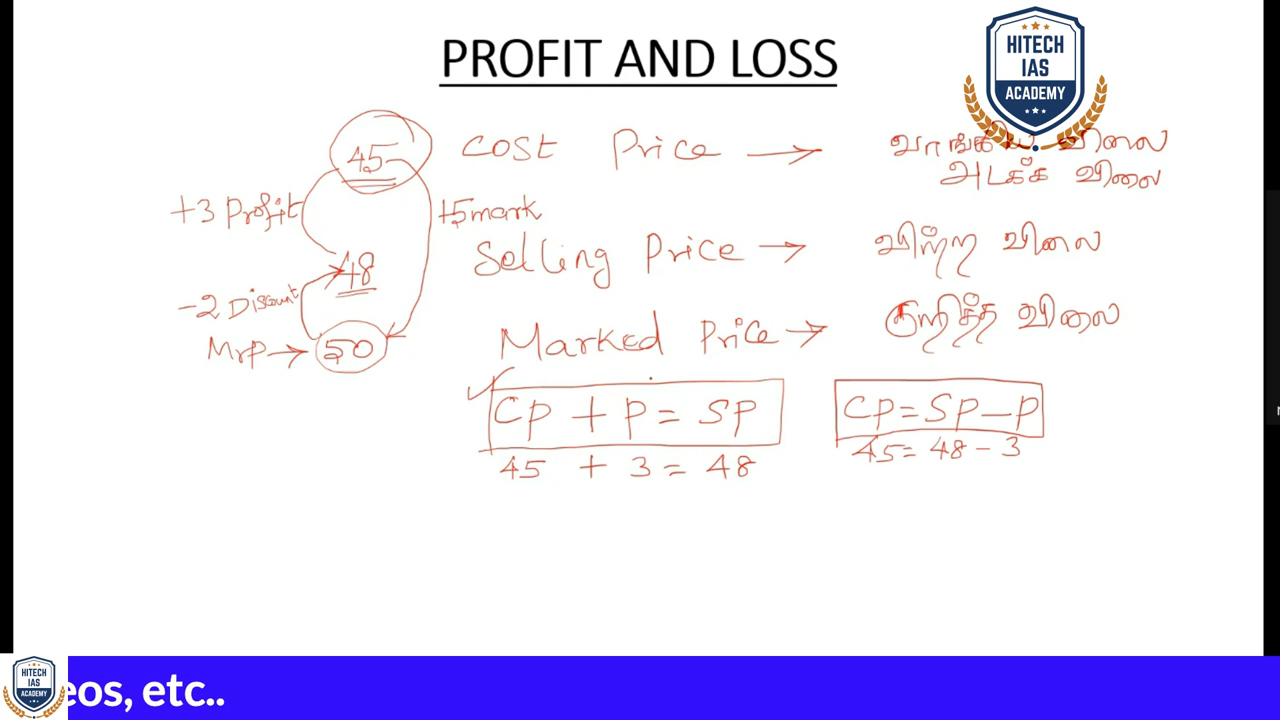 PROFIT AND LOSS
HITECH
IAS
ACADEMY
45 Cost Price → வாங்கிய விலை
அடக்க விலை
+3 Profit +5 mark
Selling Price → விற்ற விலை
48
-2 Discount
Marked Price → குறித்த விலை
Mrp → 50
CP + P = SP CP = SP - P
45 + 3 = 48 45 = 48 - 3
HITECH
IAS
ACADEMY
eos, etc..